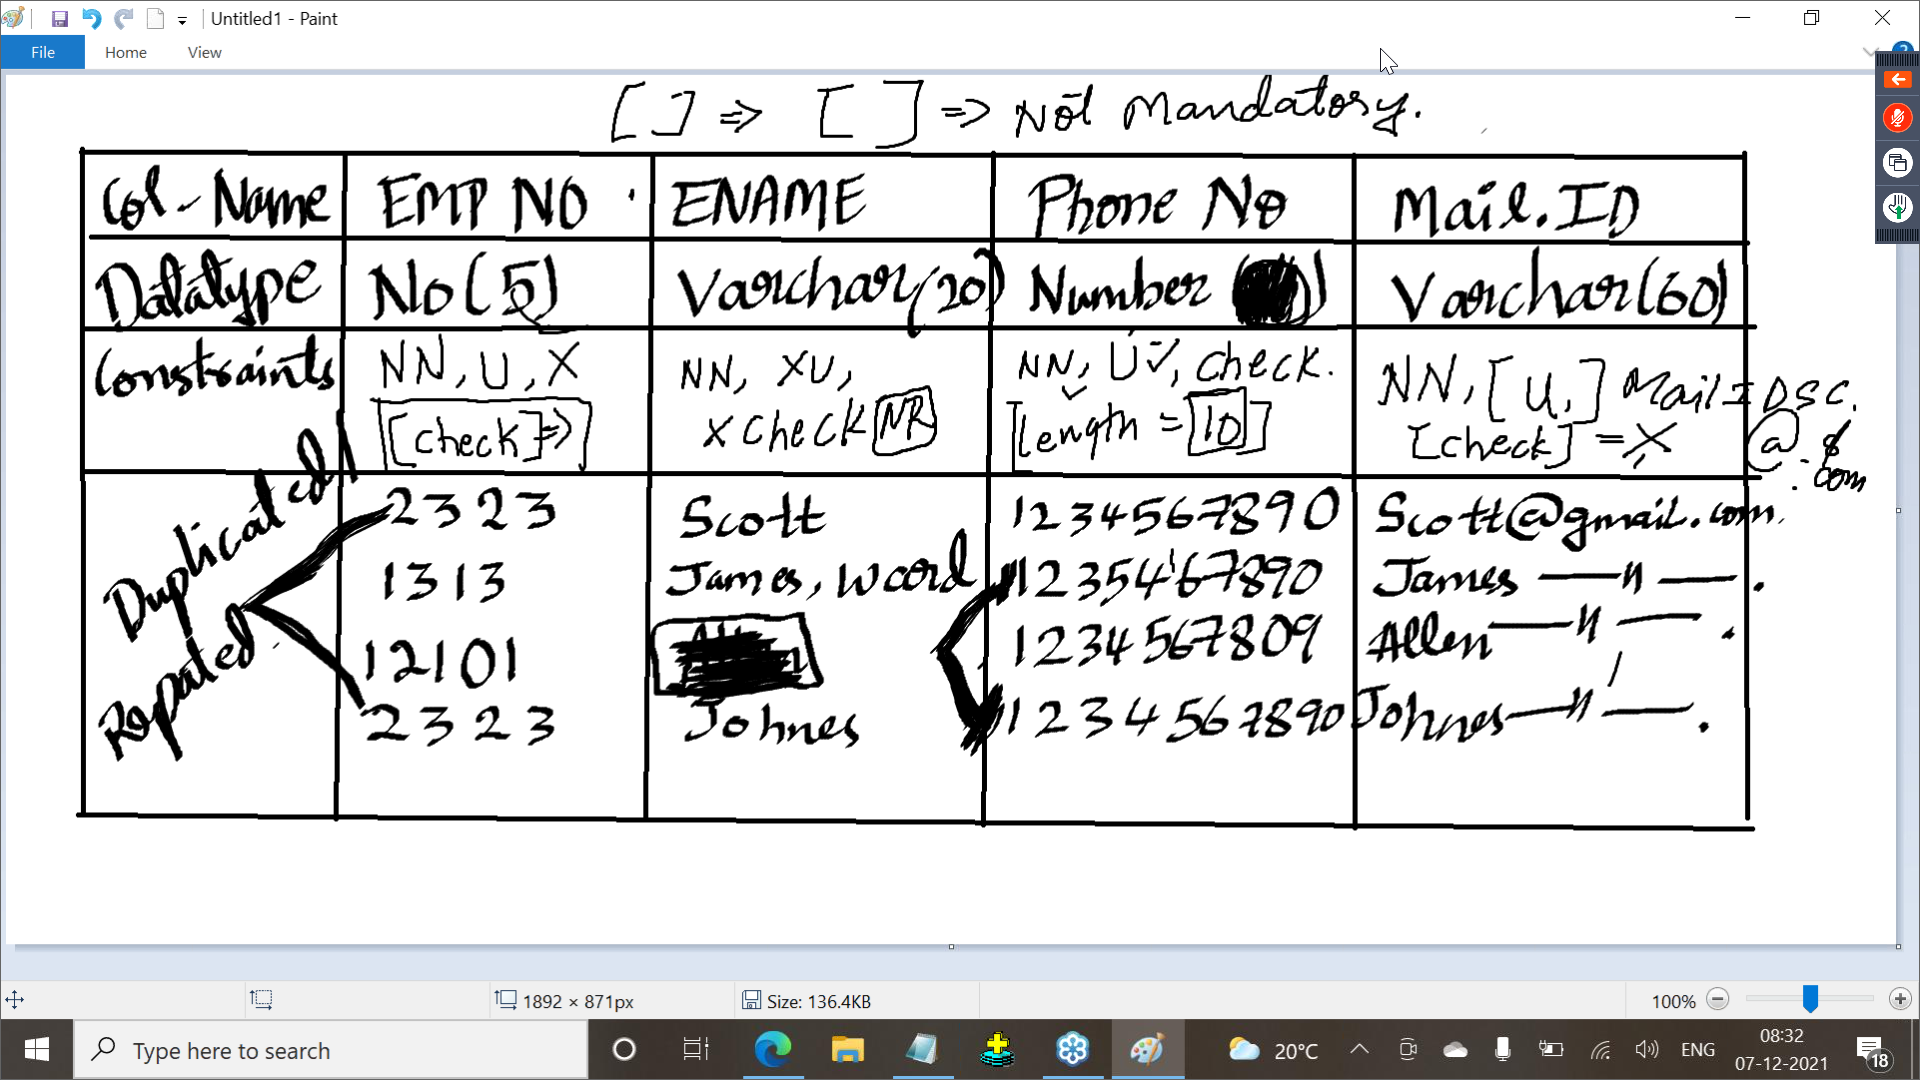 Untitled1 - Paint
File Home View
[ ] => [ ] => Not Mandatory.
Col-Name EMP NO . ENAME Phone No Mail.ID
Datatype No(5) Varchar(20) Number ( ) Varchar(60)
Constraints NN, U, X NN, XU, NN, U ✓, check. NN, [U,] Mail ID SC.
[check] => X check NR [length = 10] [check] = X @ . &
.com
Duplicated/ 2323 Scott 1234567890 Scott@gmail.com.
1313 James, Word 1235467890 James —〃— .
12101 1234567809 Allen —〃— .
Repated 2323 Johnes 1234567890 Johnes —〃— .
1892 × 871px Size: 136.4KB 100%
Type here to search 20°C ENG 08:32
07-12-2021 18